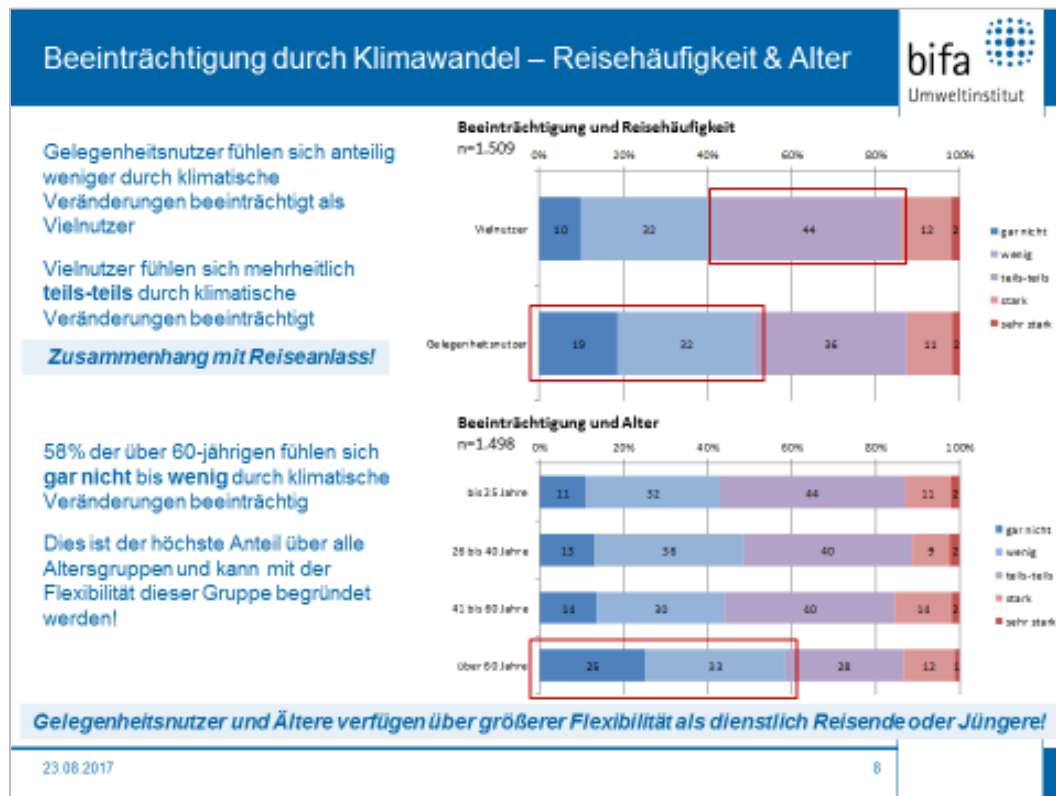 Beeinträchtigung durch Klimawandel – Reisehäufigkeit & Alter
bifa
Umweltinstitut
Gelegenheitsnutzer fühlen sich anteilig
weniger durch klimatische
Veränderungen beeinträchtigt als
Vielnutzer
Vielnutzer fühlen sich mehrheitlich
teils-teils durch klimatische
Veränderungen beeinträchtigt
Zusammenhang mit Reiseanlass!
Beeinträchtigung und Reisehäufigkeit
n=1.509
0% 20% 40% 60% 80% 100%
Vielnutzer 10 32 44 12 2
Gelegenheitsnutzer 19 32 36 11 2
gar nicht
wenig
teils-teils
stark
sehr stark
58% der über 60-jährigen fühlen sich
gar nicht bis wenig durch klimatische
Veränderungen beeinträchtig
Dies ist der höchste Anteil über alle
Altersgruppen und kann mit der
Flexibilität dieser Gruppe begründet
werden!
Beeinträchtigung und Alter
n=1.498
0% 20% 40% 60% 80% 100%
bis 25 Jahre 11 32 44 11 2
26 bis 40 Jahre 13 36 40 9 2
41 bis 60 Jahre 14 30 40 14 2
über 60 Jahre 25 33 28 12 1
gar nicht
wenig
teils-teils
stark
sehr stark
Gelegenheitsnutzer und Ältere verfügen über größerer Flexibilität als dienstlich Reisende oder Jüngere!
23.08.2017
8